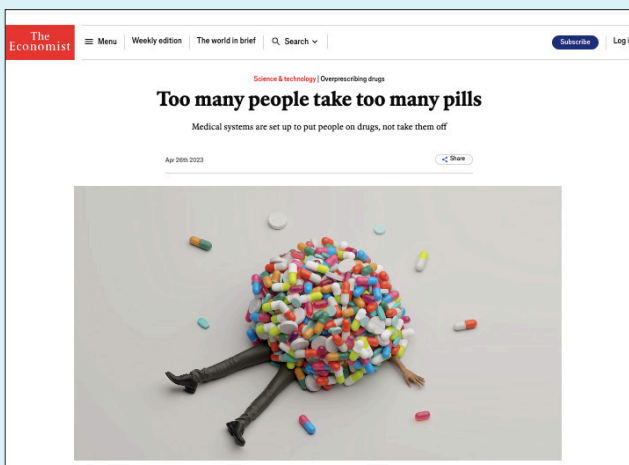 The
Economist
Menu
Weekly edition
The world in brief
Search
Subscribe
Log i
Science & technology | Overprescribing drugs
Too many people take too many pills
Medical systems are set up to put people on drugs, not take them off
Apr 26th 2023
Share